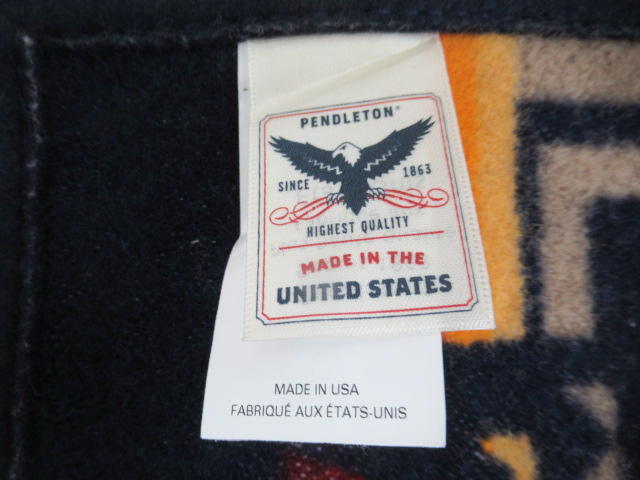 PENDLETON®
SINCE 1863
HIGHEST QUALITY
MADE IN THE
UNITED STATES
MADE IN USA
FABRIQUÉ AUX ÉTATS-UNIS